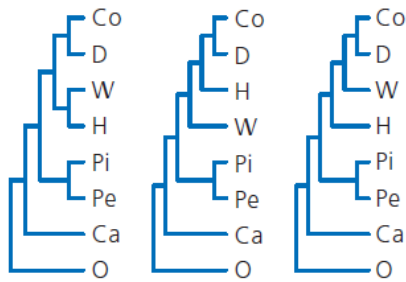 Co Co Co
D D D
W H W
H W H
Pi Pi Pi
Pe Pe Pe
Ca Ca Ca
O O O